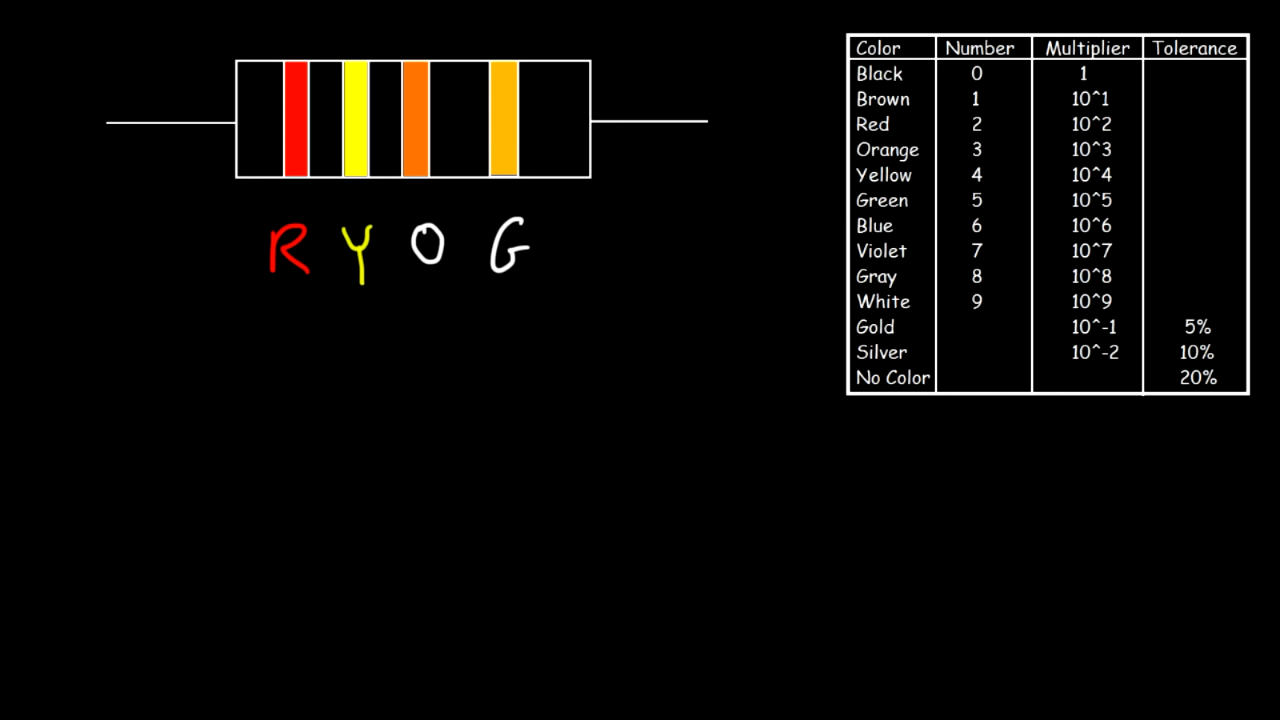 R Y O G
Color Number Multiplier Tolerance
Black 0 1
Brown 1 10^1
Red 2 10^2
Orange 3 10^3
Yellow 4 10^4
Green 5 10^5
Blue 6 10^6
Violet 7 10^7
Gray 8 10^8
White 9 10^9
Gold 10^-1 5%
Silver 10^-2 10%
No Color 20%